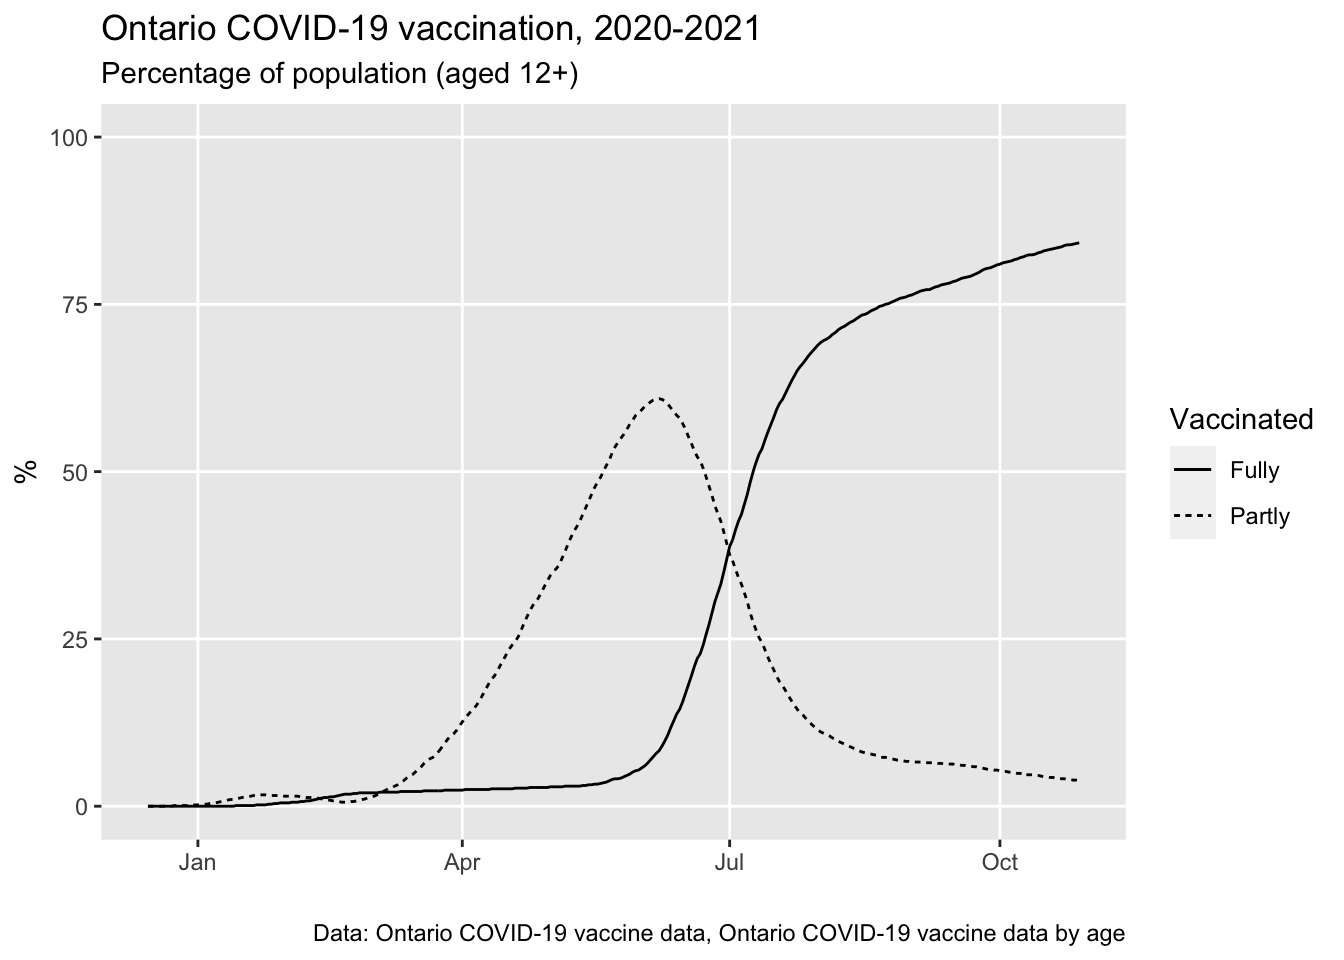 Ontario COVID-19 vaccination, 2020-2021
Percentage of population (aged 12+)
100
75
50
25
0
%
Jan Apr Jul Oct
Vaccinated
Fully
Partly
Data: Ontario COVID-19 vaccine data, Ontario COVID-19 vaccine data by age